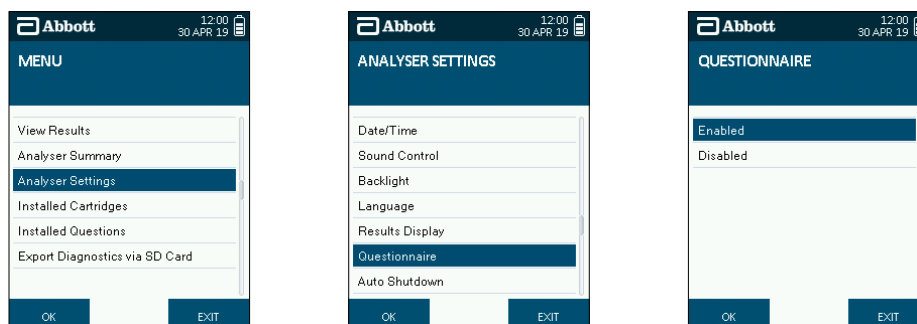 Abbott
12:00
30 APR 19
MENU
View Results
Analyser Summary
Analyser Settings
Installed Cartridges
Installed Questions
Export Diagnostics via SD Card
OK EXIT
Abbott
12:00
30 APR 19
ANALYSER SETTINGS
Date/Time
Sound Control
Backlight
Language
Results Display
Questionnaire
Auto Shutdown
OK EXIT
Abbott
12:00
30 APR 19
QUESTIONNAIRE
Enabled
Disabled
OK EXIT